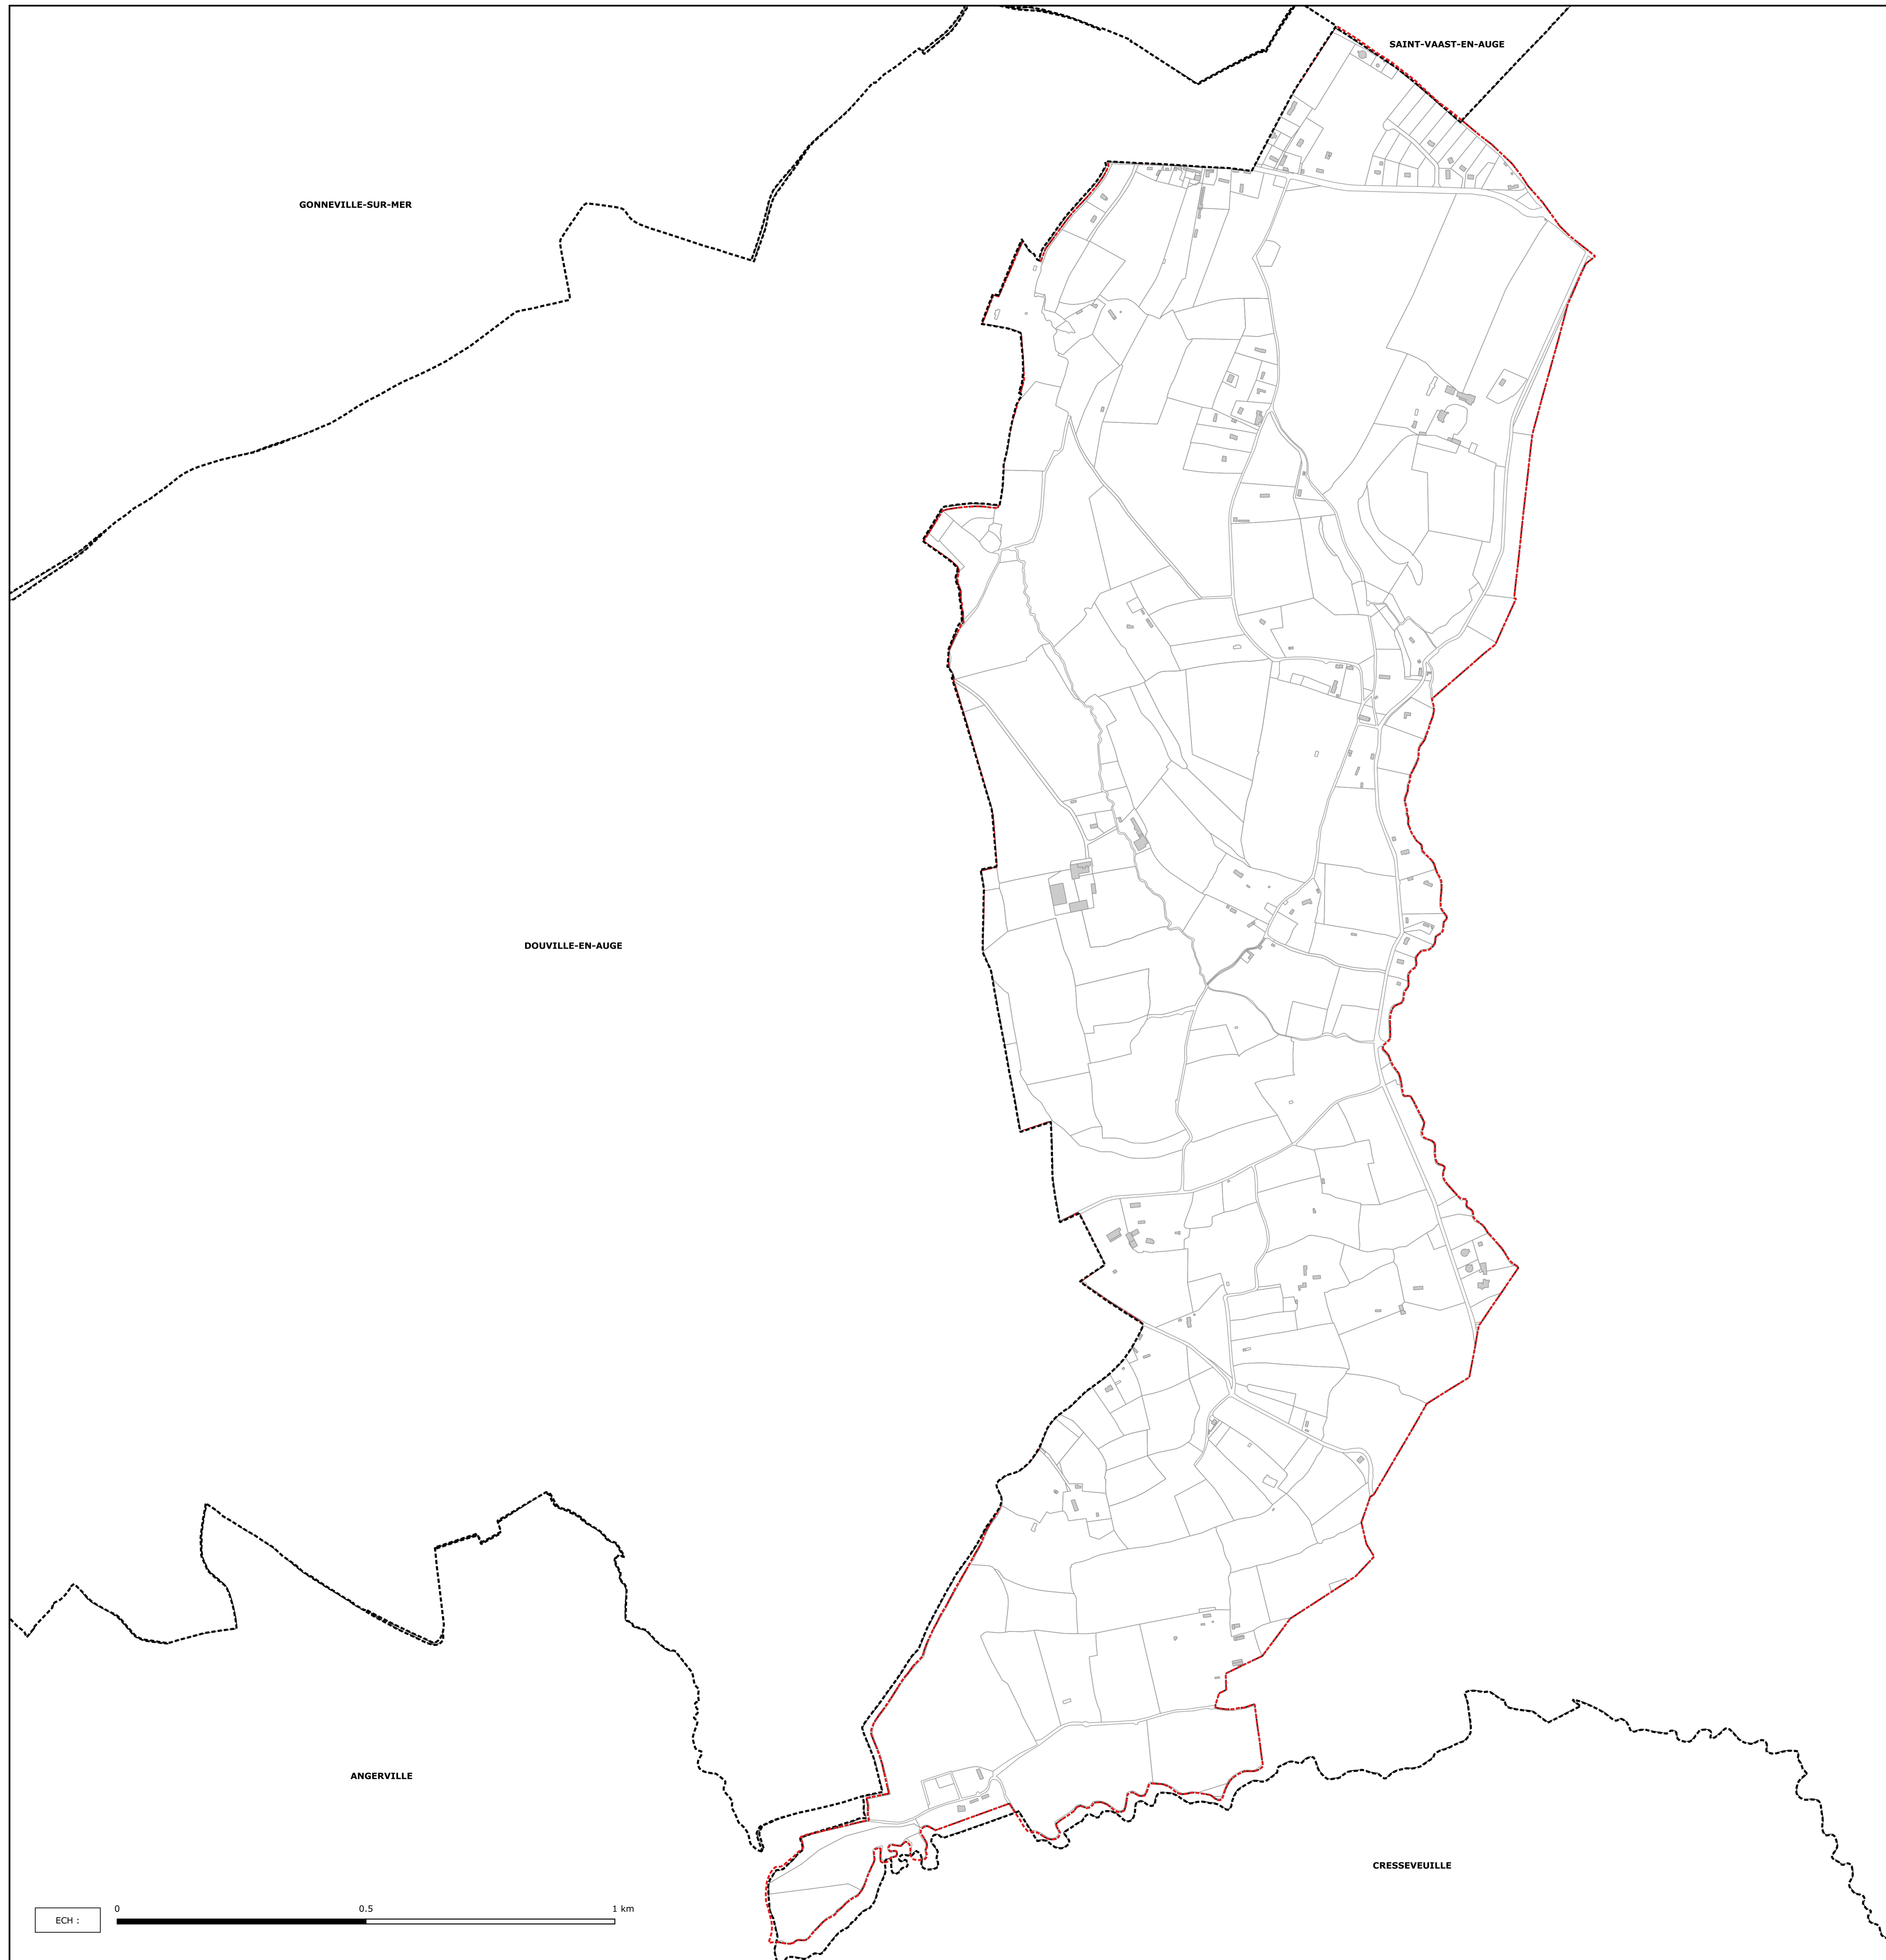 SAINT-VAAST-EN-AUGE
GONNEVILLE-SUR-MER
DOUVILLE-EN-AUGE
ANGERVILLE
CRESSEVEUILLE
ECH :
0
0.5
1 km